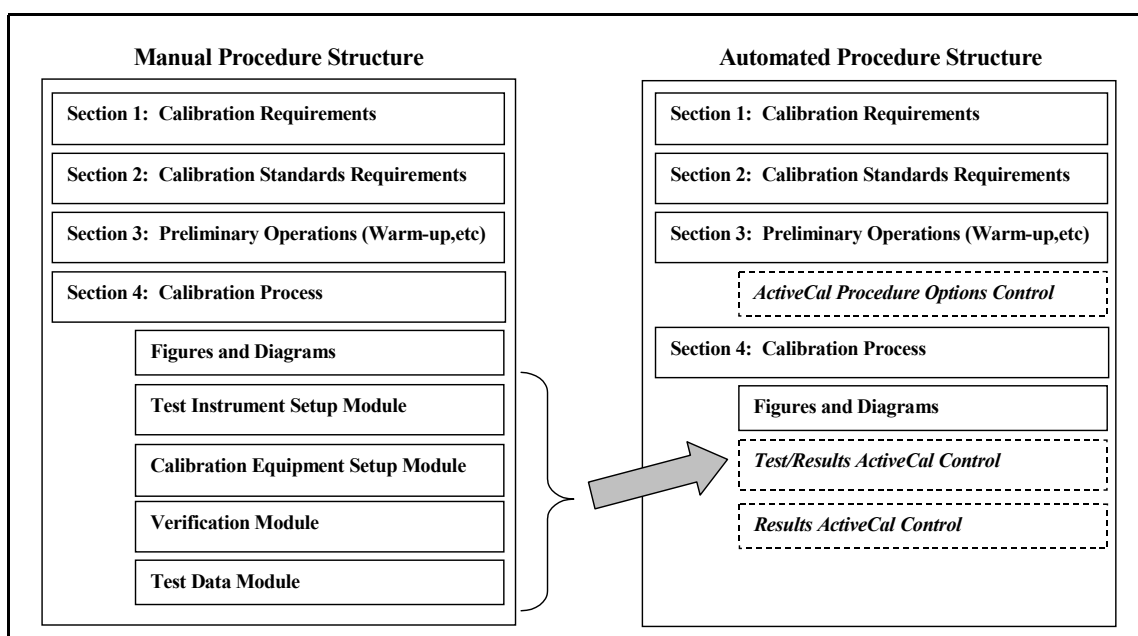 Manual Procedure Structure
Section 1: Calibration Requirements
Section 2: Calibration Standards Requirements
Section 3: Preliminary Operations (Warm-up,etc)
Section 4: Calibration Process
Figures and Diagrams
Test Instrument Setup Module
Calibration Equipment Setup Module
Verification Module
Test Data Module
Automated Procedure Structure
Section 1: Calibration Requirements
Section 2: Calibration Standards Requirements
Section 3: Preliminary Operations (Warm-up,etc)
ActiveCal Procedure Options Control
Section 4: Calibration Process
Figures and Diagrams
Test/Results ActiveCal Control
Results ActiveCal Control